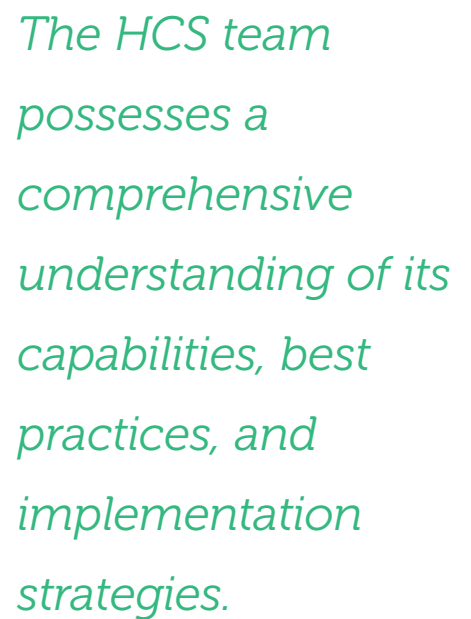 The HCS team
possesses a
comprehensive
understanding of its
capabilities, best
practices, and
implementation
strategies.